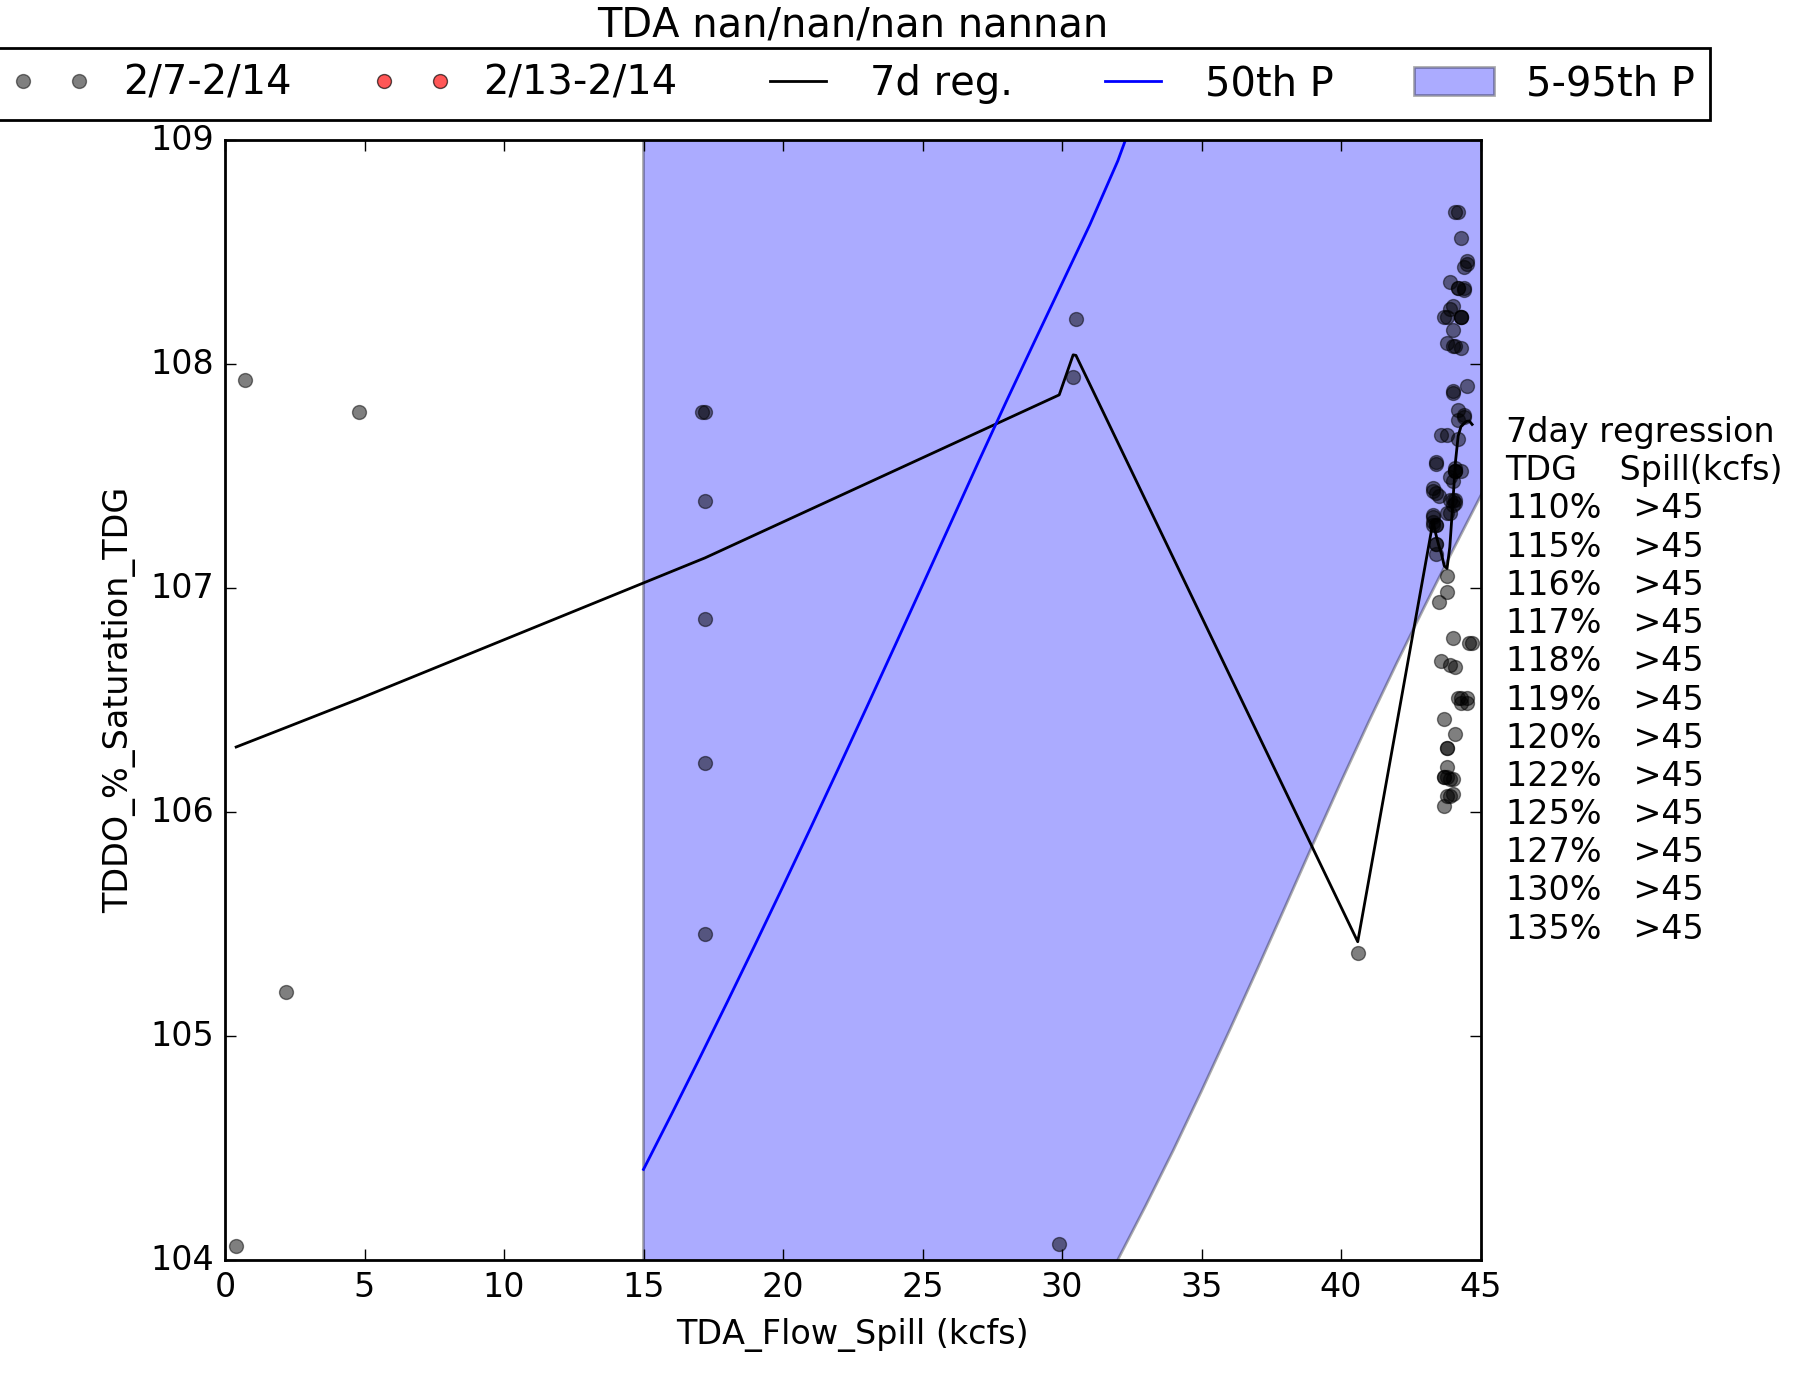 TDA nan/nan/nan nannan
2/7-2/14 2/13-2/14 7d reg. 50th P 5-95th P
109
108
107
106
105
104
TDDO_%_Saturation_TDG
0 5 10 15 20 25 30 35 40 45
TDA_Flow_Spill (kcfs)
7day regression
TDG Spill(kcfs)
110% >45
115% >45
116% >45
117% >45
118% >45
119% >45
120% >45
122% >45
125% >45
127% >45
130% >45
135% >45